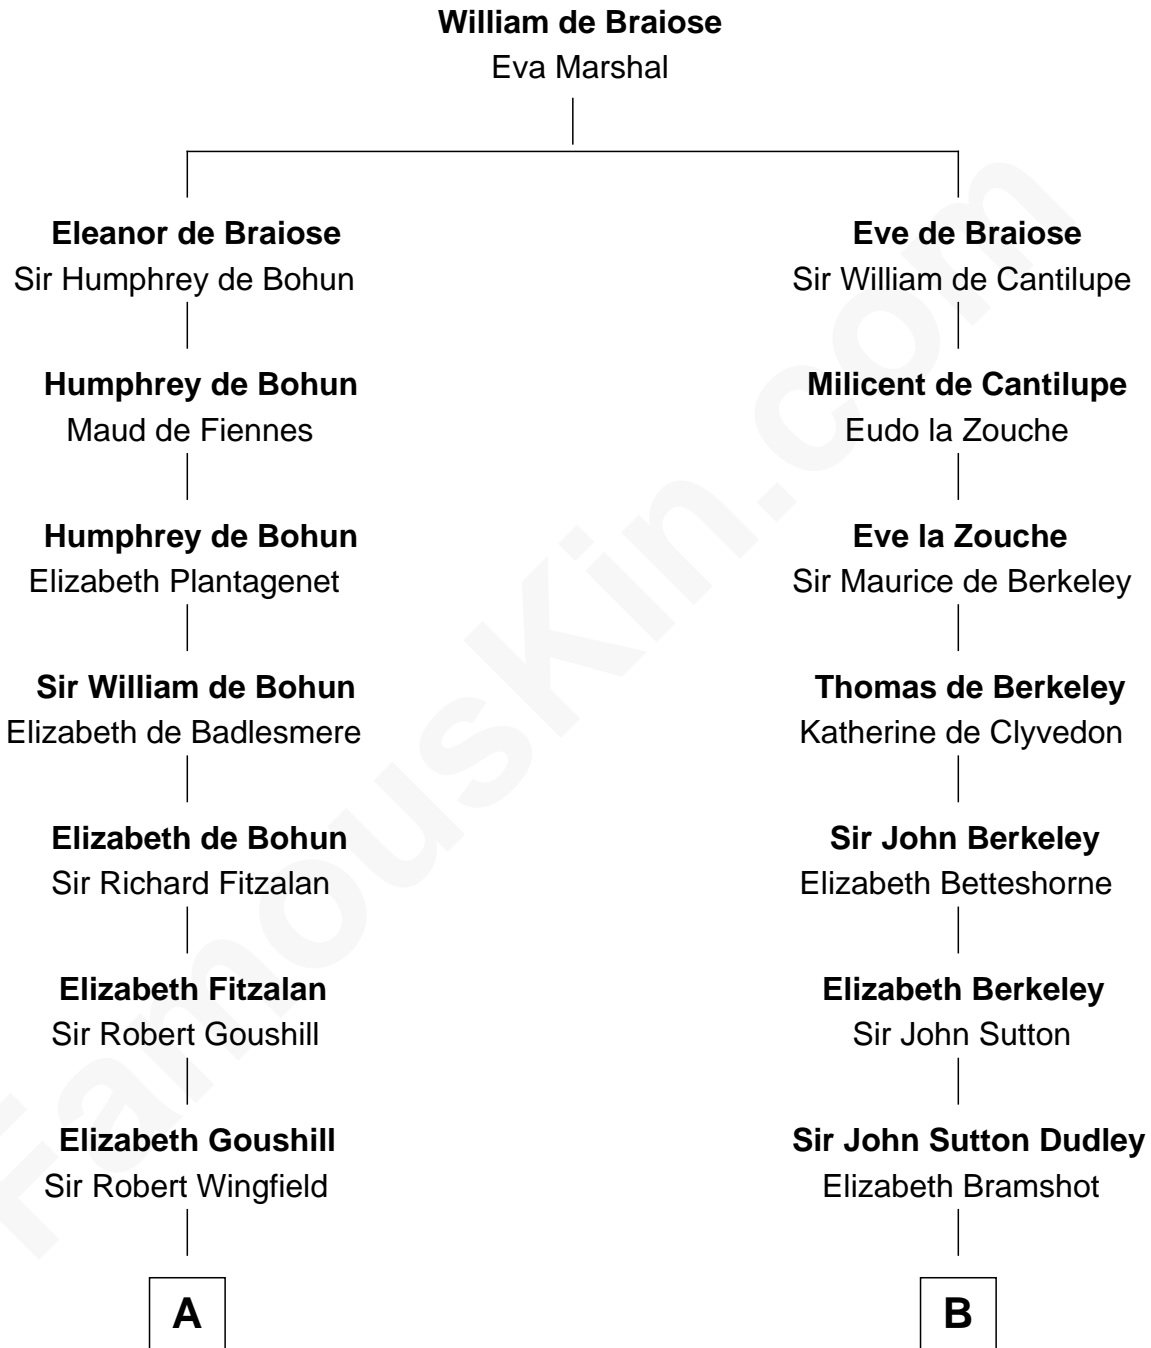 William de Braiose
Eva Marshal
Eleanor de Braiose
Sir Humphrey de Bohun
Humphrey de Bohun
Maud de Fiennes
Humphrey de Bohun
Elizabeth Plantagenet
Sir William de Bohun
Elizabeth de Badlesmere
Elizabeth de Bohun
Sir Richard Fitzalan
Elizabeth Fitzalan
Sir Robert Goushill
Elizabeth Goushill
Sir Robert Wingfield
A
Eve de Braiose
Sir William de Cantilupe
Milicent de Cantilupe
Eudo la Zouche
Eve la Zouche
Sir Maurice de Berkeley
Thomas de Berkeley
Katherine de Clyvedon
Sir John Berkeley
Elizabeth Betteshorne
Elizabeth Berkeley
Sir John Sutton
Sir John Sutton Dudley
Elizabeth Bramshot
B
FamousKin.com